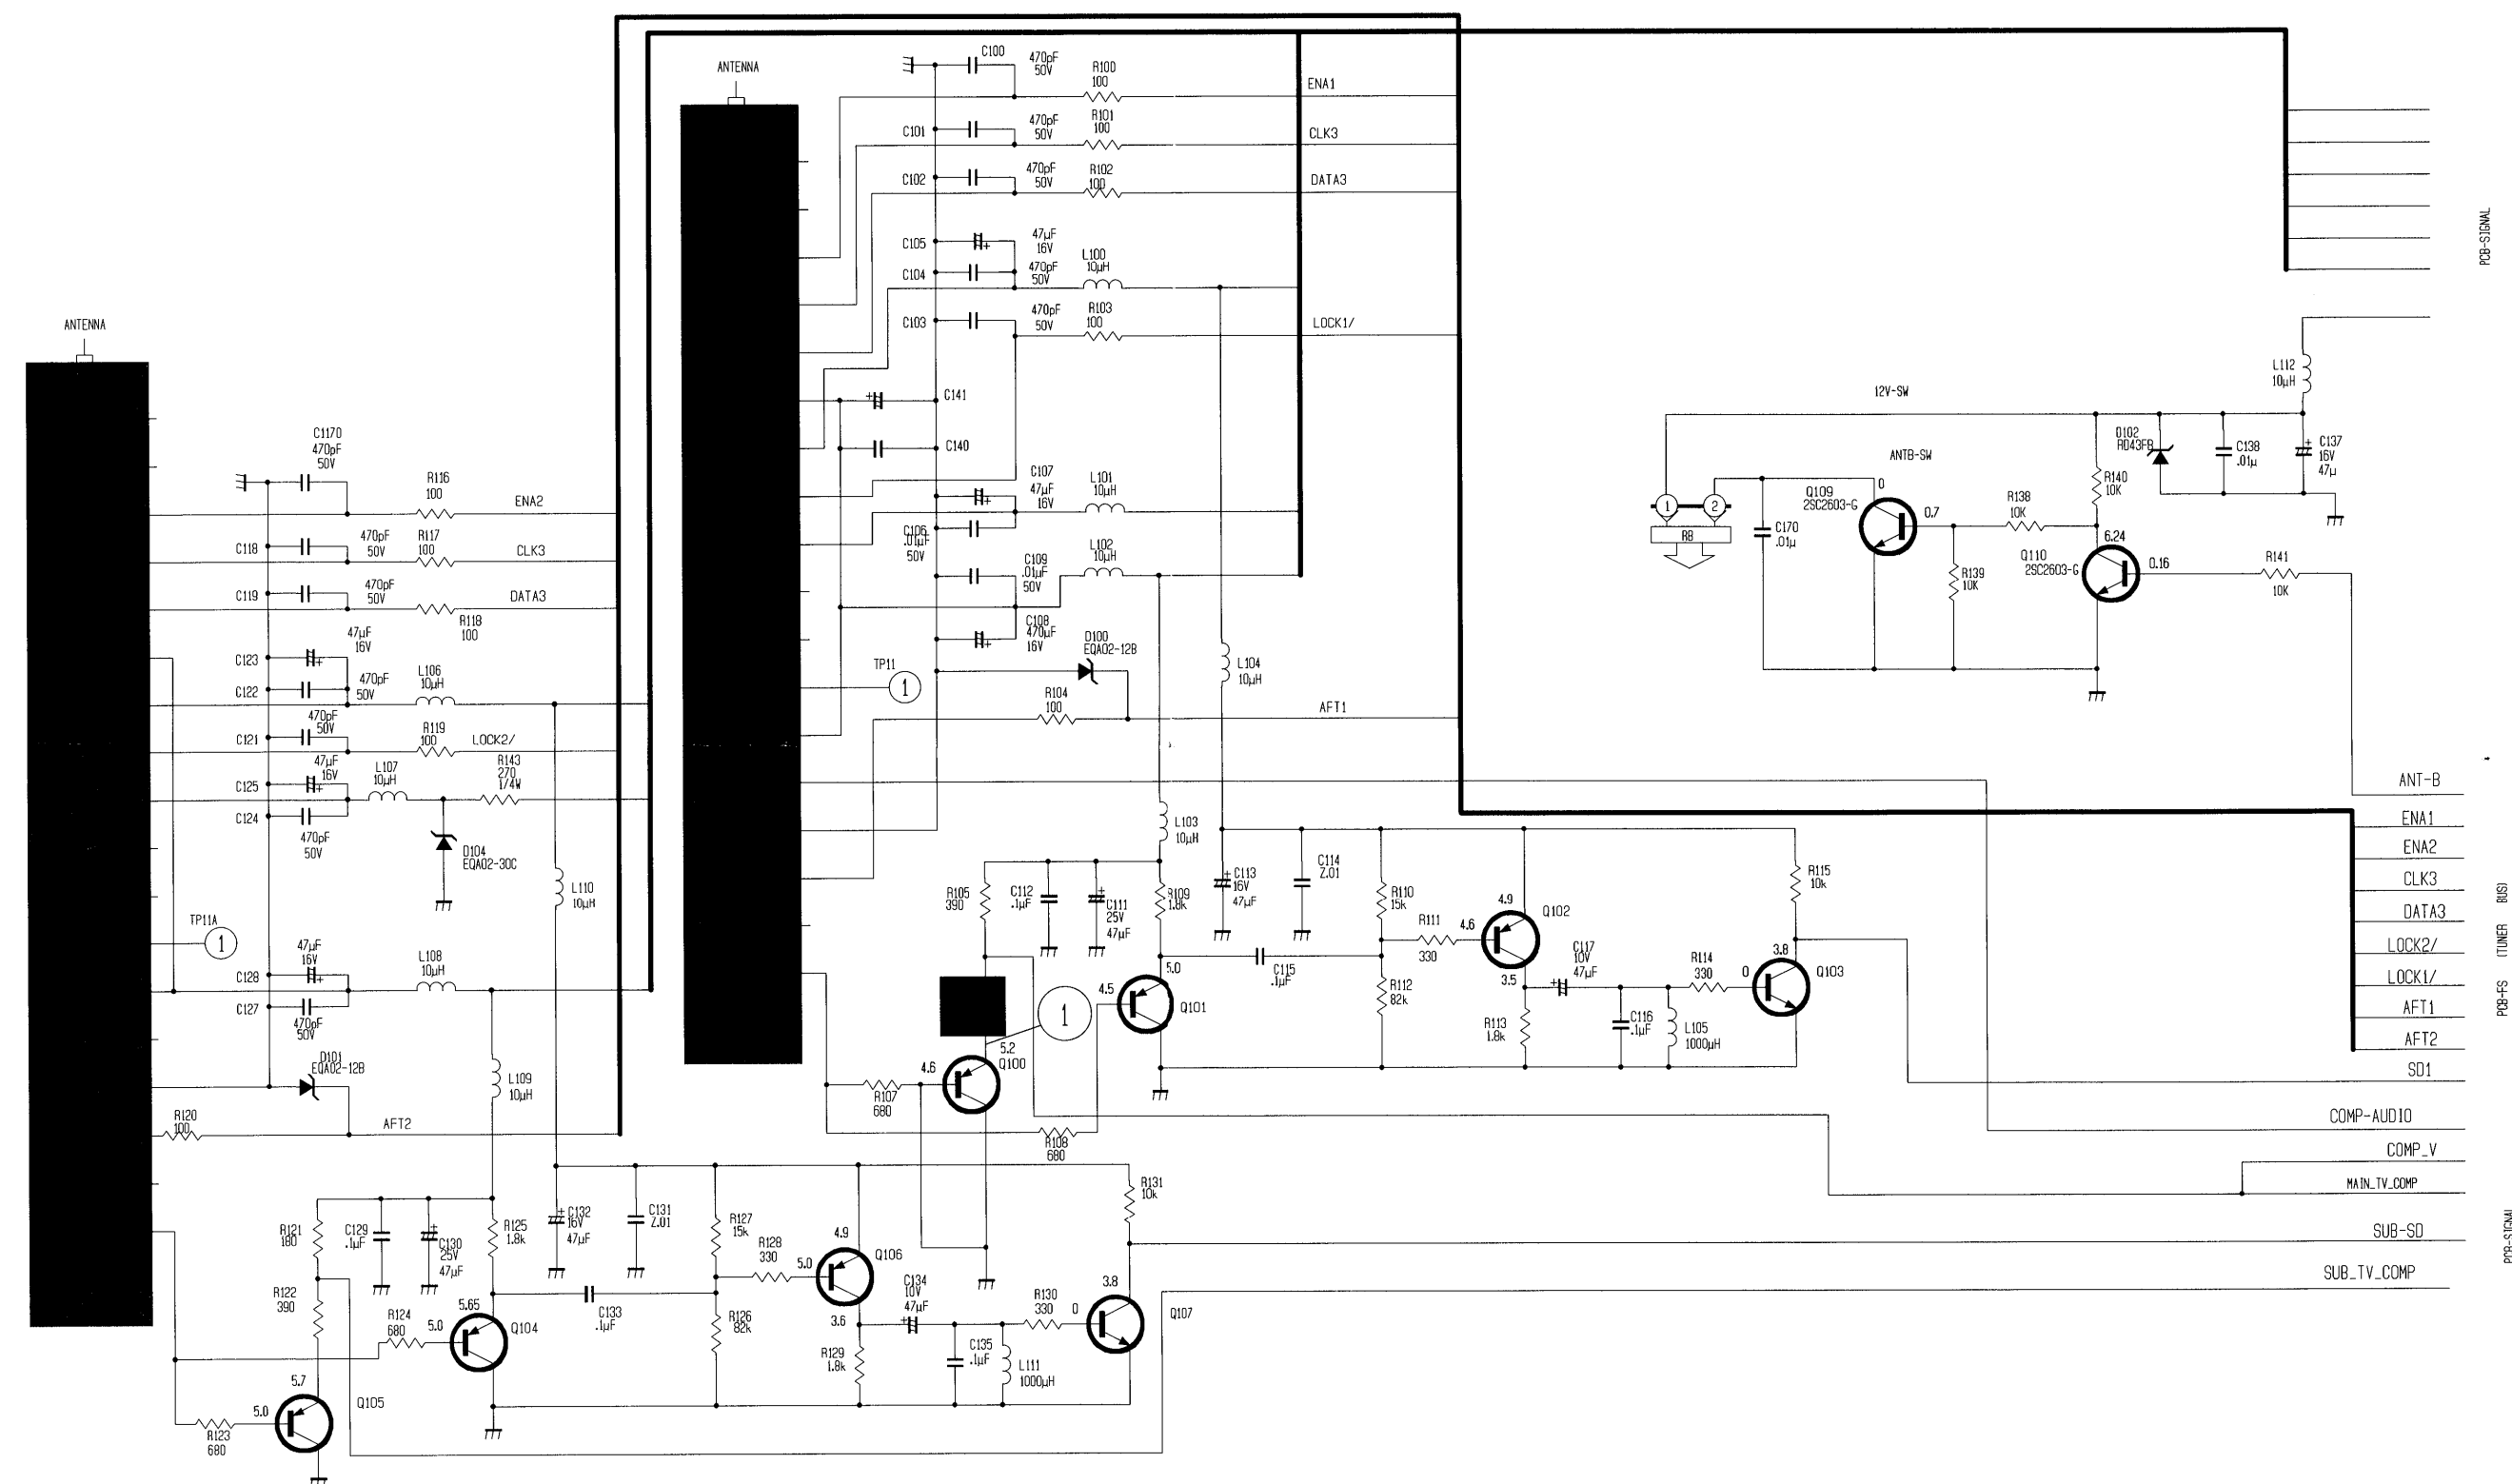 ANTENNA
C1170
470pF
50V
R116
100
ENA2
C118
470pF
50V
R117
100
CLK3
C119
470pF
50V
DATA3
R118
100
47µF
16V
C123
C122
470pF
50V
L106
10µH
470pF
50V
C121
R119
100
LOCK2/
47µF
16V
C125
L107
10µH
R143
270
1/4W
C124
470pF
50V
D104
EQA02-30C
L110
10µH
TP11A
1
47µF
16V
C128
L108
10µH
C127
470pF
50V
D101
EQA02-12B
L109
10µH
R120
100
AFT2
R121
180
C129
.1µF
C130
25V
47µF
R125
1.8k
C132
16V
47µF
C131
Z.01
R127
15k
R128
330
4.9
5.0
Q106
R131
10k
R122
390
R124
680
5.0
5.65
Q104
C133
.1µF
R126
82k
3.6
R129
1.8k
C134
10V
47µF
C135
.1µF
L111
1000µH
R130
330
0
3.8
Q107
5.7
5.0
Q105
R123
680
ANTENNA
C100
470pF
50V
R100
100
ENA1
C101
470pF
50V
R101
100
CLK3
C102
470pF
50V
R102
100
DATA3
C105
47µF
16V
C104
470pF
50V
L100
10µH
C103
470pF
50V
R103
100
LOCK1/
C141
C140
C107
47µF
16V
L101
10µH
C106
.01µF
50V
L102
10µH
C109
.01µF
50V
C108
470µF
16V
D100
EQA02-12B
TP11
1
R104
100
AFT1
L104
10µH
L103
10µH
R105
390
C112
.1µF
C111
25V
47µF
R109
1.8k
C113
16V
47µF
C114
Z.01
R110
15k
R111
330
4.9
4.6
Q102
R115
10k
1
5.2
4.6
Q100
R107
680
R108
680
4.5
5.0
Q101
C115
.1µF
R112
82k
3.5
R113
1.8k
C117
10V
47µF
C116
.1µF
L105
1000µH
R114
330
0
3.8
Q103
12V-SW
ANTB-SW
1
2
RB
C170
.01µ
Q109
2SC2603-G
0
0.7
R138
10K
R139
10K
R140
10K
D102
RD43FB
C138
.01µ
C137
16V
47µ
L112
10µH
6.24
Q110
2SC2603-G
0.16
R141
10K
PCB-SIGNAL
ANT-B
ENA1
ENA2
CLK3
DATA3
LOCK2/
LOCK1/
AFT1
AFT2
PCB-FS (TUNER BUS)
SD1
COMP-AUDIO
COMP_V
MAIN_TV_COMP
SUB-SD
SUB_TV_COMP
PCB-SIGNAL